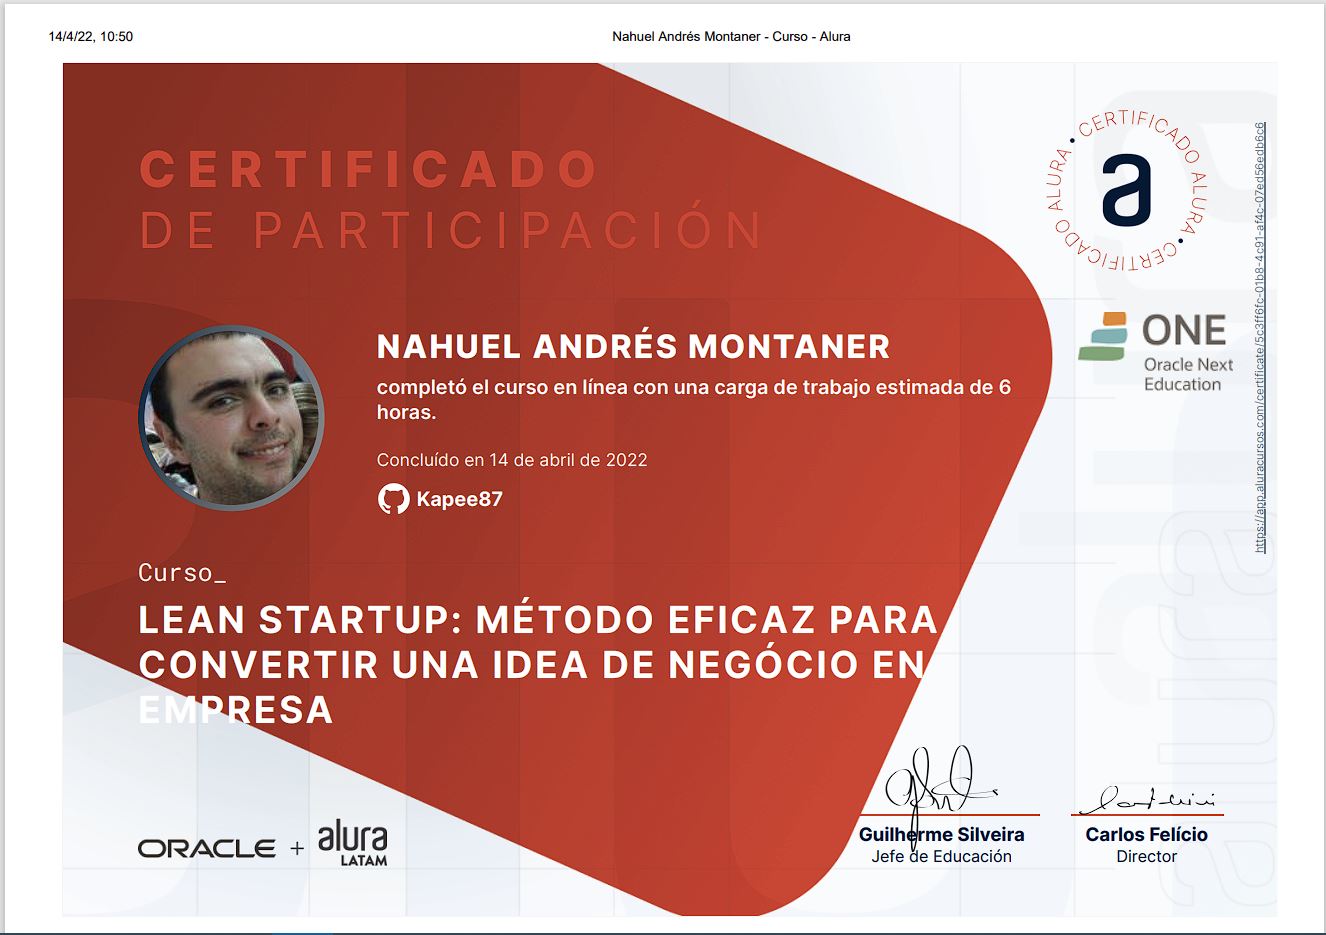 14/4/22, 10:50
Nahuel Andrés Montaner - Curso - Alura
CERTIFICADO
DE PARTICIPACIÓN
CERTIFICADO ALURA • CERTIFICADO ALURA •
a
ONE
Oracle Next
Education
https://app.aluracursos.com/certificate/5c3ff6fc-01b8-4c91-af4c-07ed56edb6c6
NAHUEL ANDRÉS MONTANER
completó el curso en línea con una carga de trabajo estimada de 6
horas.
Concluído en 14 de abril de 2022
Kapee87
Curso_
LEAN STARTUP: MÉTODO EFICAZ PARA
CONVERTIR UNA IDEA DE NEGÓCIO EN
EMPRESA
ORACLE + alura
LATAM
Guilherme Silveira
Jefe de Educación
Carlos Felício
Director
alura